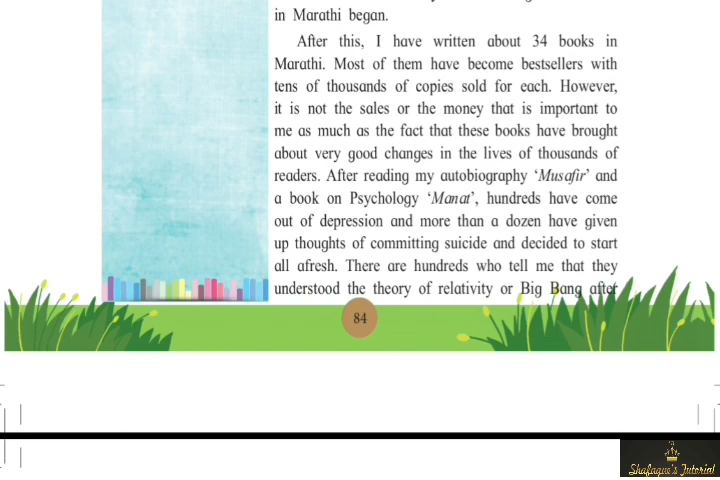 in Marathi began.
After this, I have written about 34 books in
Marathi. Most of them have become bestsellers with
tens of thousands of copies sold for each. However,
it is not the sales or the money that is important to
me as much as the fact that these books have brought
about very good changes in the lives of thousands of
readers. After reading my autobiography ‘Musafir’ and
a book on Psychology ‘Manat’, hundreds have come
out of depression and more than a dozen have given
up thoughts of committing suicide and decided to start
all afresh. There are hundreds who tell me that they
understood the theory of relativity or Big Bang after
84
Shafaque's Tutorial